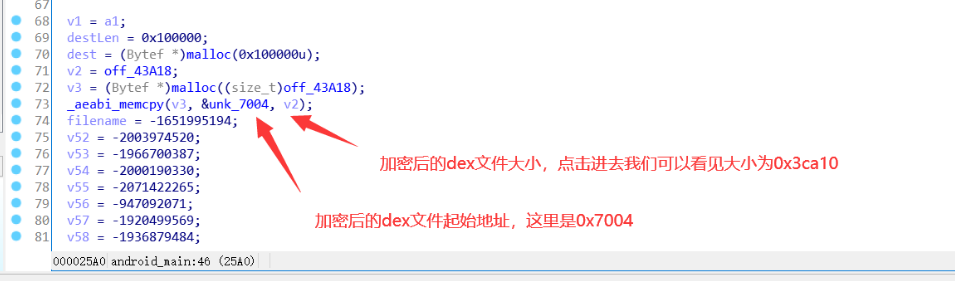 67
68 v1 = a1;
69 destLen = 0x100000;
70 dest = (Bytef *)malloc(0x100000u);
71 v2 = off_43A18;
72 v3 = (Bytef *)malloc((size_t)off_43A18);
73 _aeabi_memcpy(v3, &unk_7004, v2);
74 filename = -1651995194;
75 v52 = -2003974520;
76 v53 = -1966700387;
77 v54 = -2000190330;
78 v55 = -2071422265;
79 v56 = -947092071;
80 v57 = -1920499569;
81 v58 = -1936879484;
加密后的dex文件大小，点击进去我们可以看见大小为0x3ca10
加密后的dex文件起始地址，这里是0x7004
000025A0 android_main:46 (25A0)